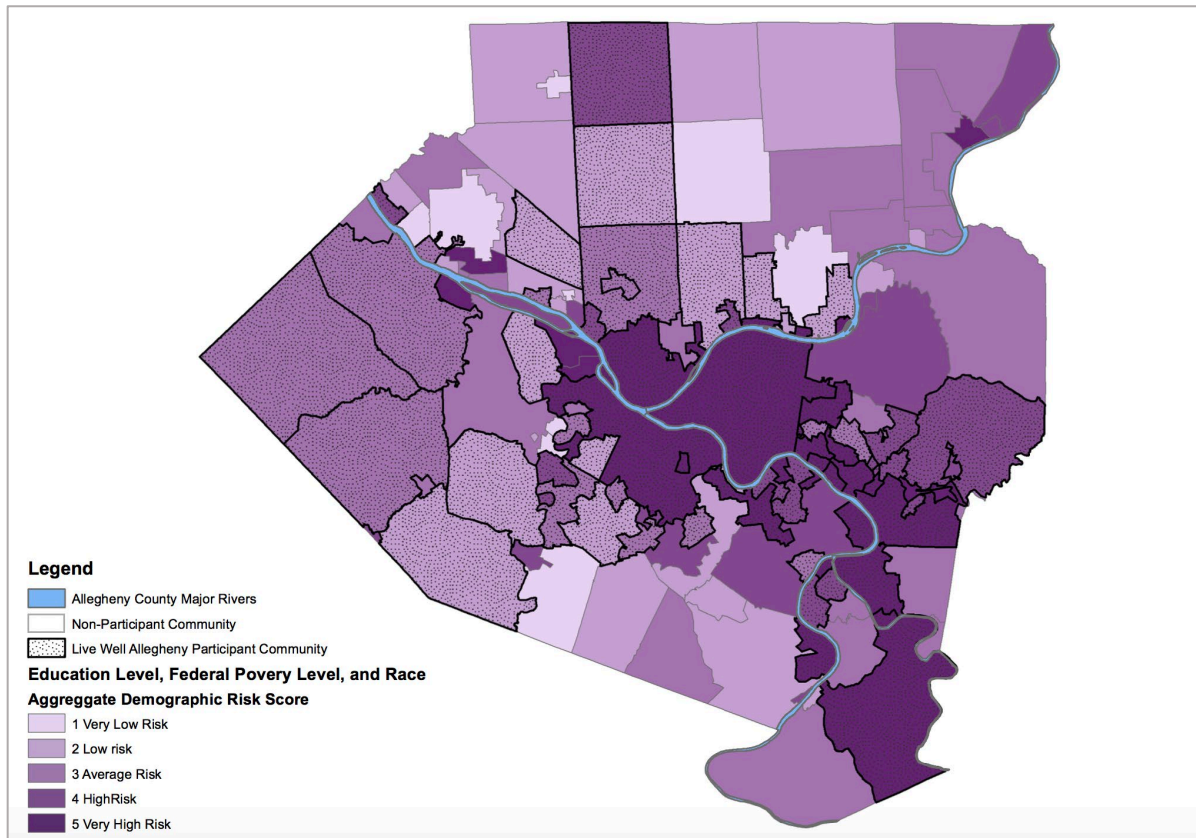 Legend
Allegheny County Major Rivers
Non-Participant Community
Live Well Allegheny Participant Community
Education Level, Federal Povery Level, and Race
Aggreggate Demographic Risk Score
1 Very Low Risk
2 Low risk
3 Average Risk
4 HighRisk
5 Very High Risk